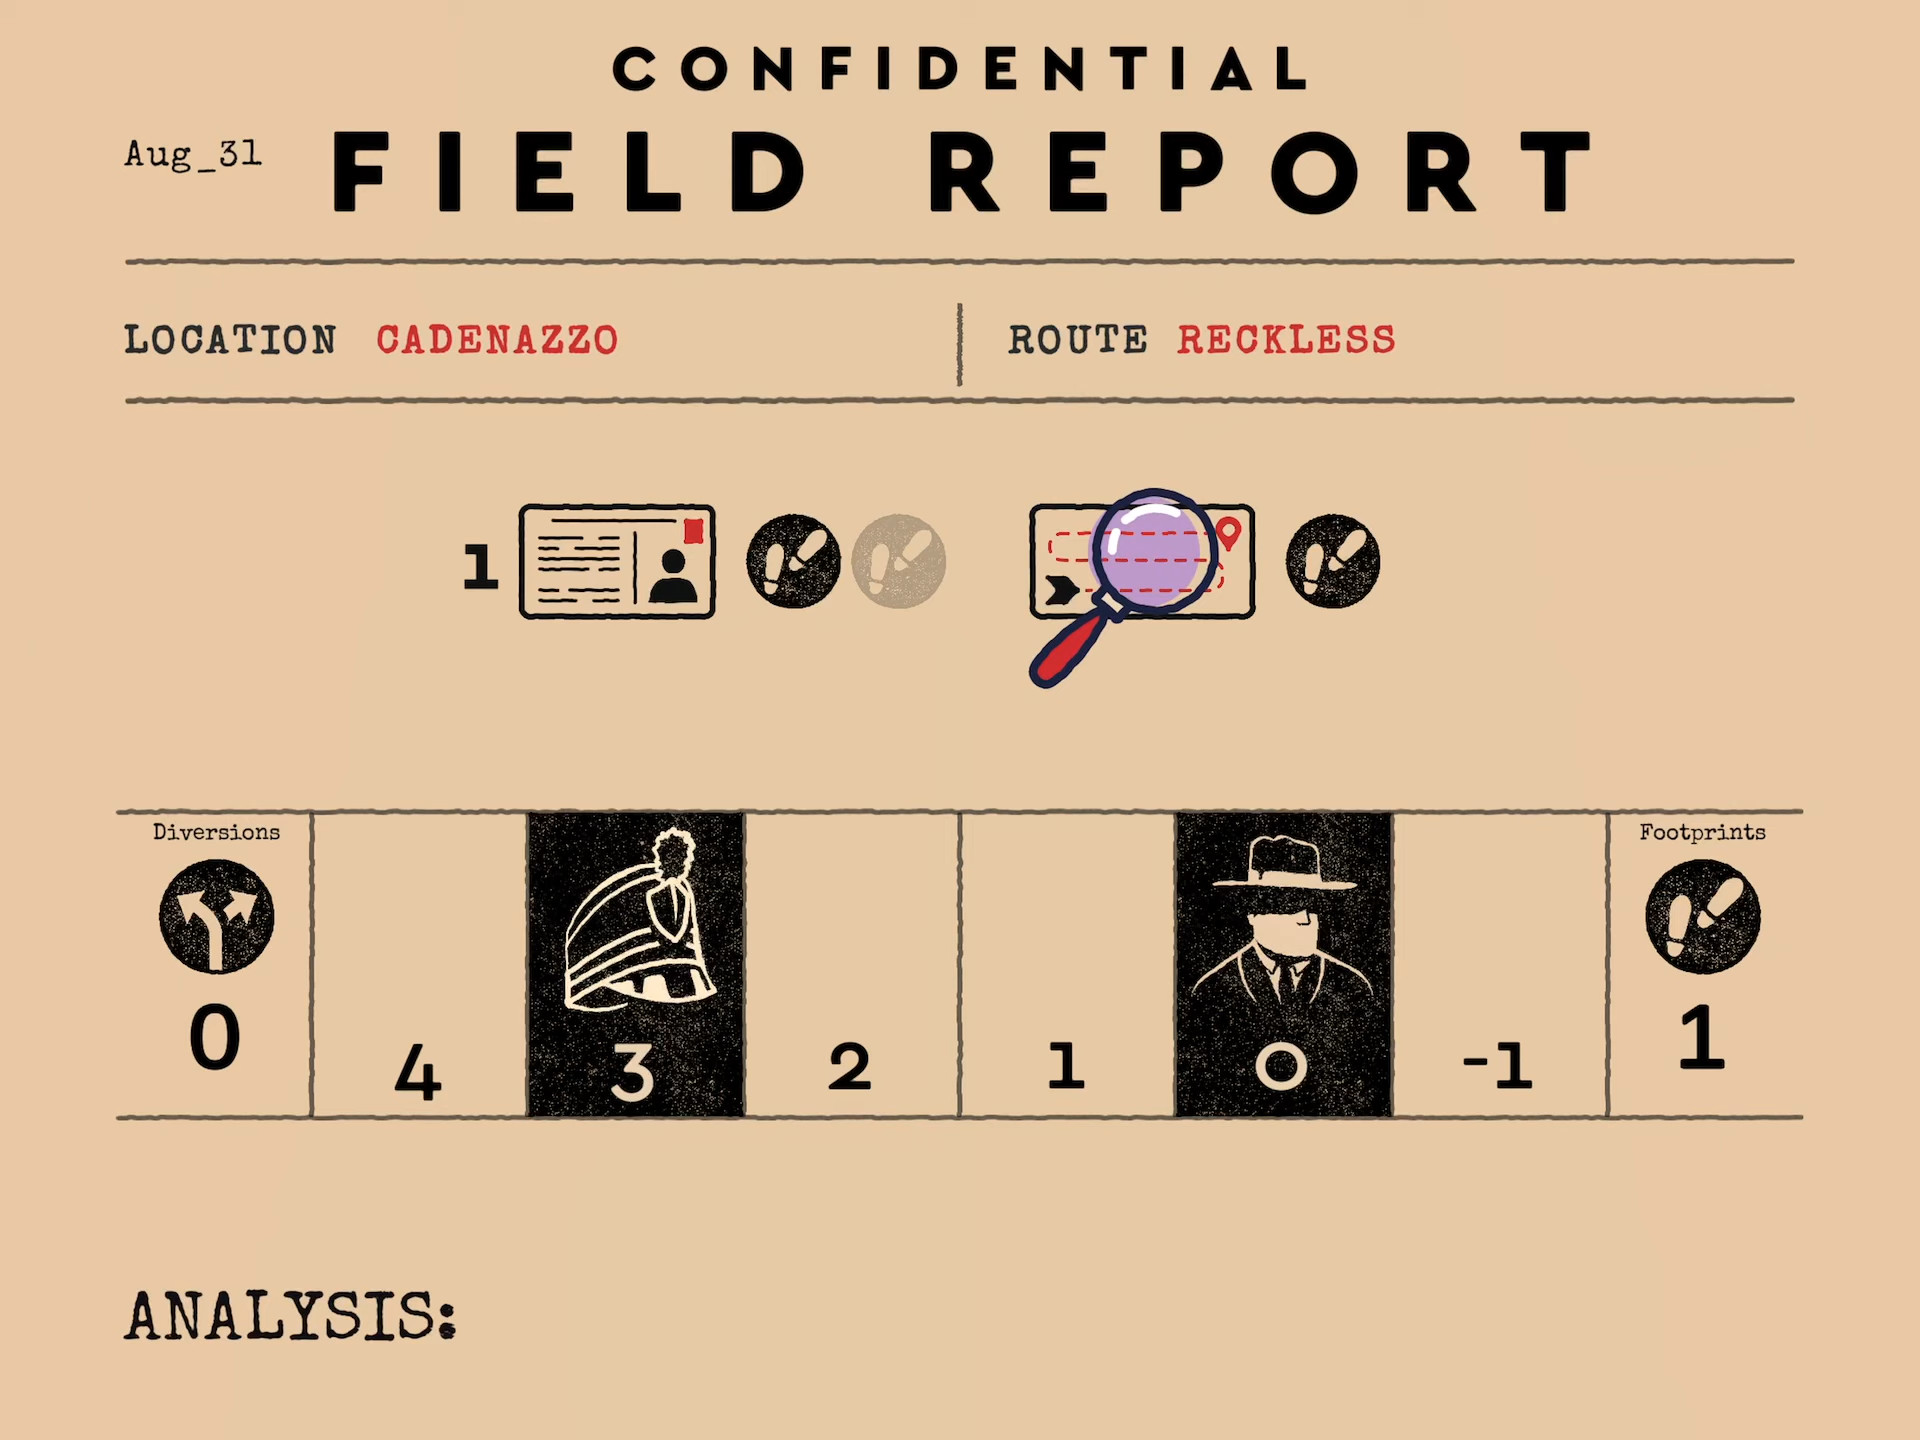 CONFIDENTIAL
Aug_31
FIELD REPORT
LOCATION CADENAZZO
ROUTE RECKLESS
1
Diversions
0
4
3
2
1
0
-1
Footprints
1
ANALYSIS: